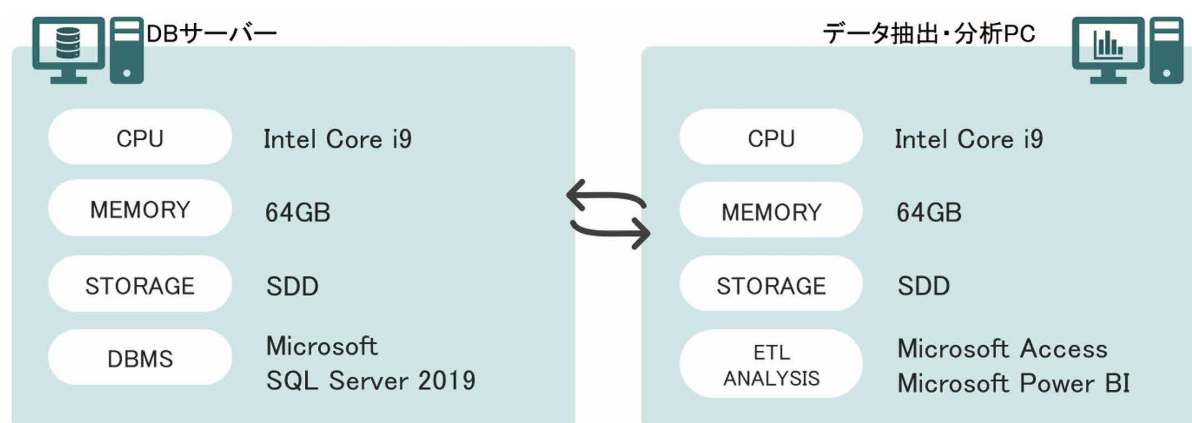 DBサーバー
CPU Intel Core i9
MEMORY 64GB
STORAGE SDD
DBMS
Microsoft
SQL Server 2019
データ抽出・分析PC
CPU Intel Core i9
MEMORY 64GB
STORAGE SDD
ETL
ANALYSIS
Microsoft Access
Microsoft Power BI